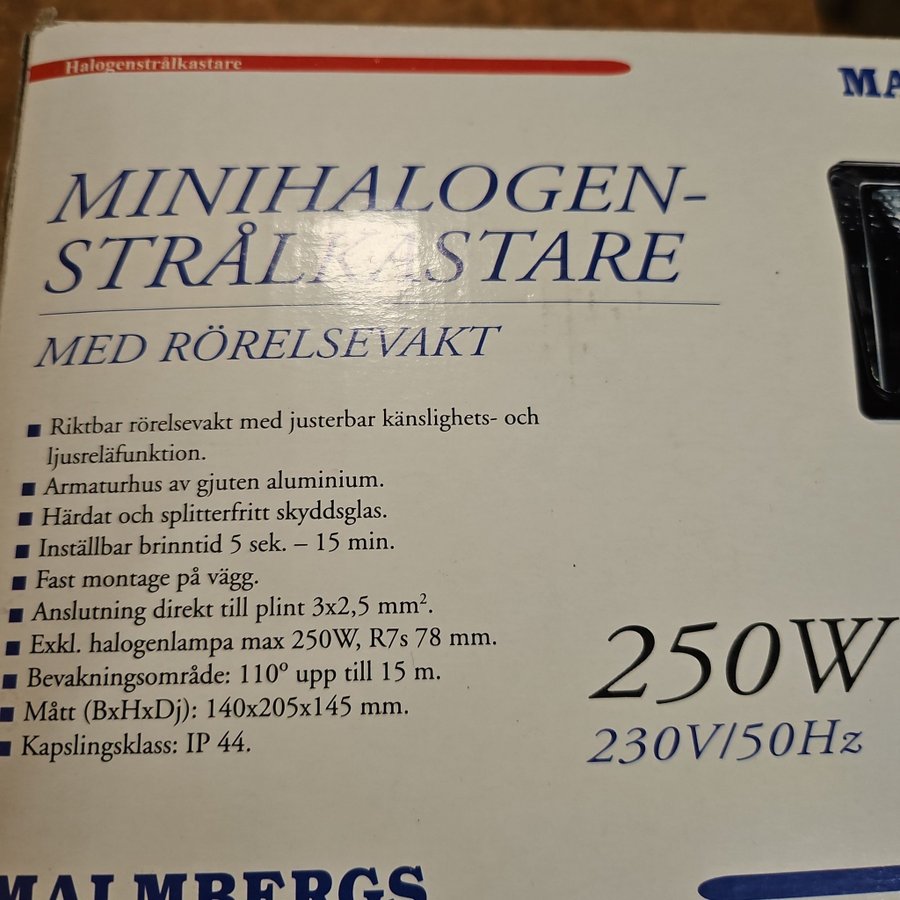 Halogenstrålkastare
MA
MINIHALOGEN-
STRÅLKASTARE
MED RÖRELSEVAKT
■ Riktbar rörelsevakt med justerbar känslighets- och
ljusreläfunktion.
■ Armaturhus av gjuten aluminium.
■ Härdat och splitterfritt skyddsglas.
■ Inställbar brinntid 5 sek. – 15 min.
■ Fast montage på vägg.
■ Anslutning direkt till plint 3x2,5 mm².
■ Exkl. halogenlampa max 250W, R7s 78 mm.
■ Bevakningsområde: 110º upp till 15 m.
■ Mått (BxHxDj): 140x205x145 mm.
■ Kapslingsklass: IP 44.
250W
230V/50Hz
MALMBERGS